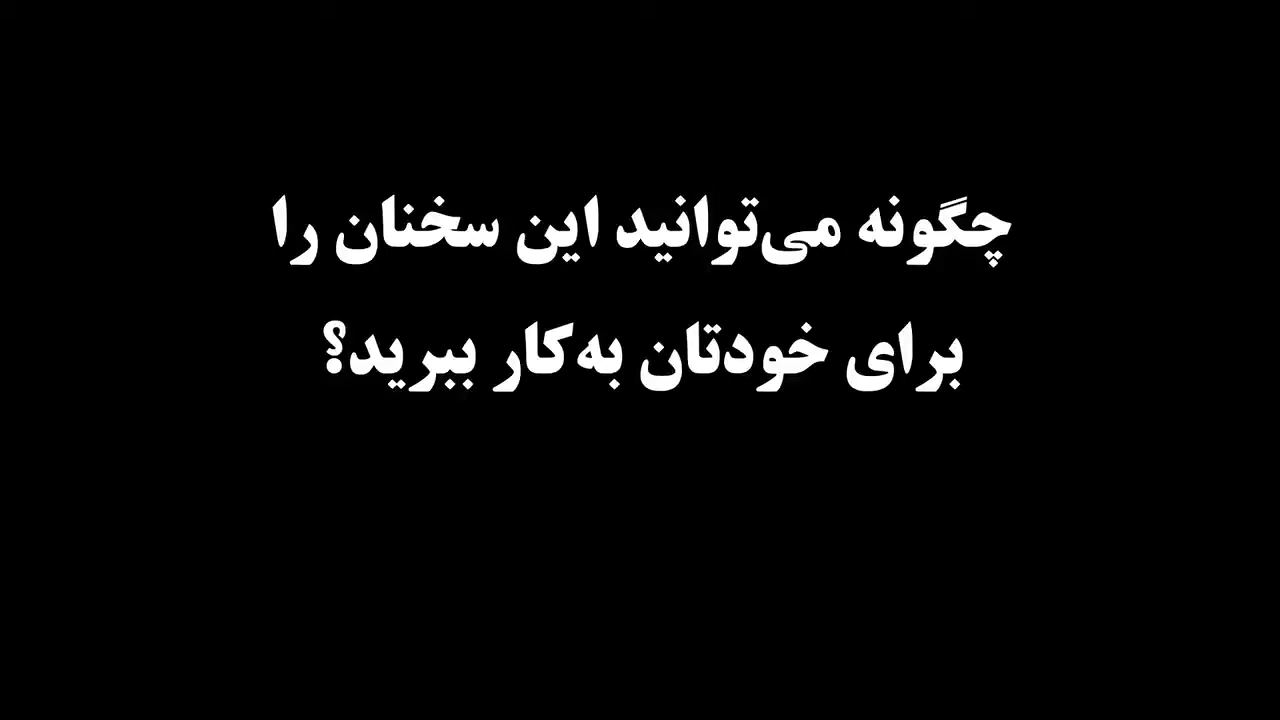 چگونه می‌توانید این سخنان را
برای خودتان به‌کار ببرید؟